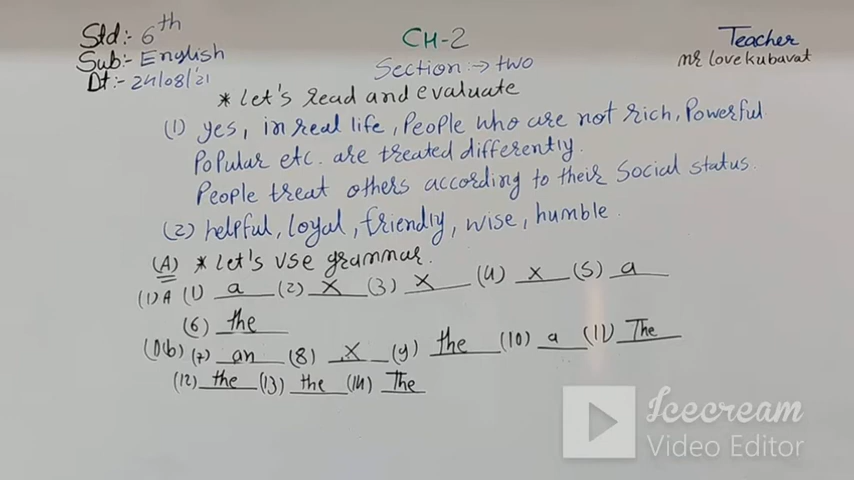 Std:- 6th
Sub:- English
Dt:- 24/08/21
CH-2
Section:→ two
Teacher
mr love kubavat
* Let's read and evaluate
(1) yes, in real life, People who are not rich, Powerful
Popular etc. are treated differently.
People treat others according to their Social status.
(2) helpful, loyal, friendly, wise, humble.
(A) * Let's use grammar.
(1)A (1) a (2) X (3) X (4) X (5) a
(6) the
(1)(b) (7) an (8) X (9) the (10) a (11) The
(12) the (13) the (14) The
Icecream
Video Editor